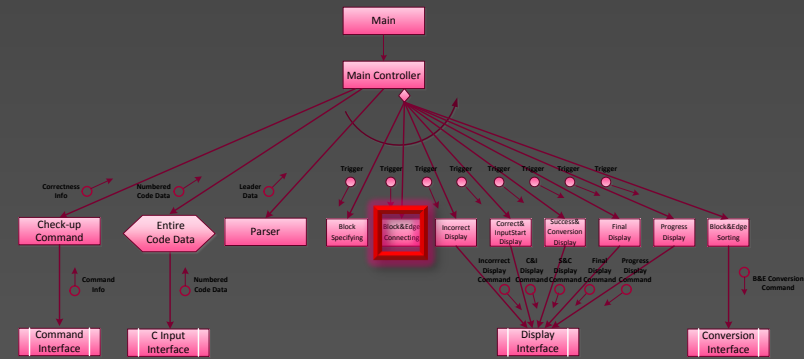 Main
Main Controller
Trigger
Trigger
Trigger
Trigger
Trigger
Trigger
Trigger
Correctness
Info
Numbered
Code Data
Leader
Data
Check-up
Command
Entire
Code Data
Parser
Block
Specifying
Block&Edge
Connecting
Incorrect
Display
Correct&
InputStart
Display
Success&
Conversion
Display
Final
Display
Progress
Display
Block&Edge
Sorting
Command
Info
Numbered
Code Data
Incorrrect
Display
Command
C&I
Display
Command
S&C
Display
Command
Final
Display
Command
Progress
Display
Command
B&E Conversion
Command
Command
Interface
C Input
Interface
Display
Interface
Conversion
Interface